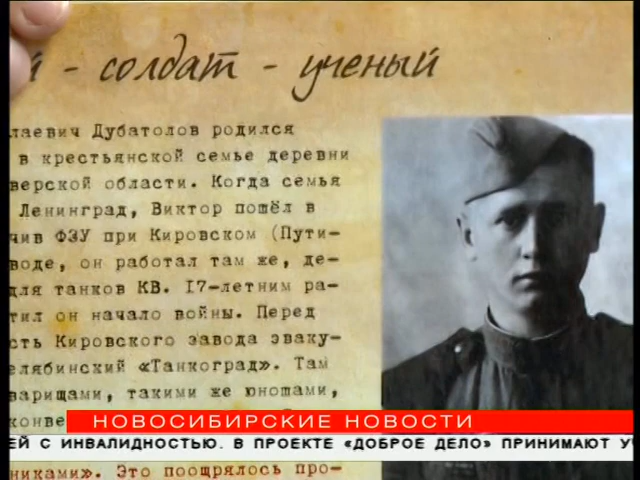 й - солдат - ученый
лаевич Дубатолов родился
в крестьянской семье деревни
верской области. Когда семья
Ленинград, Виктор пошёл в
чив ФЗУ при Кировском (Пути-
воде, он работал там же, де-
для танков КВ. I7-летним ра-
тил он начало войны. Перед
сть Кировского завода эваку-
елябинский «Танкоград». Там
варищами, такими же юношами,
конве
НОВОСИБИРСКИЕ НОВОСТИ
ЕЙ С ИНВАЛИДНОСТЬЮ. В ПРОЕКТЕ «ДОБРОЕ ДЕЛО» ПРИНИМАЮТ УЧ
никами». Это поощрялось про-